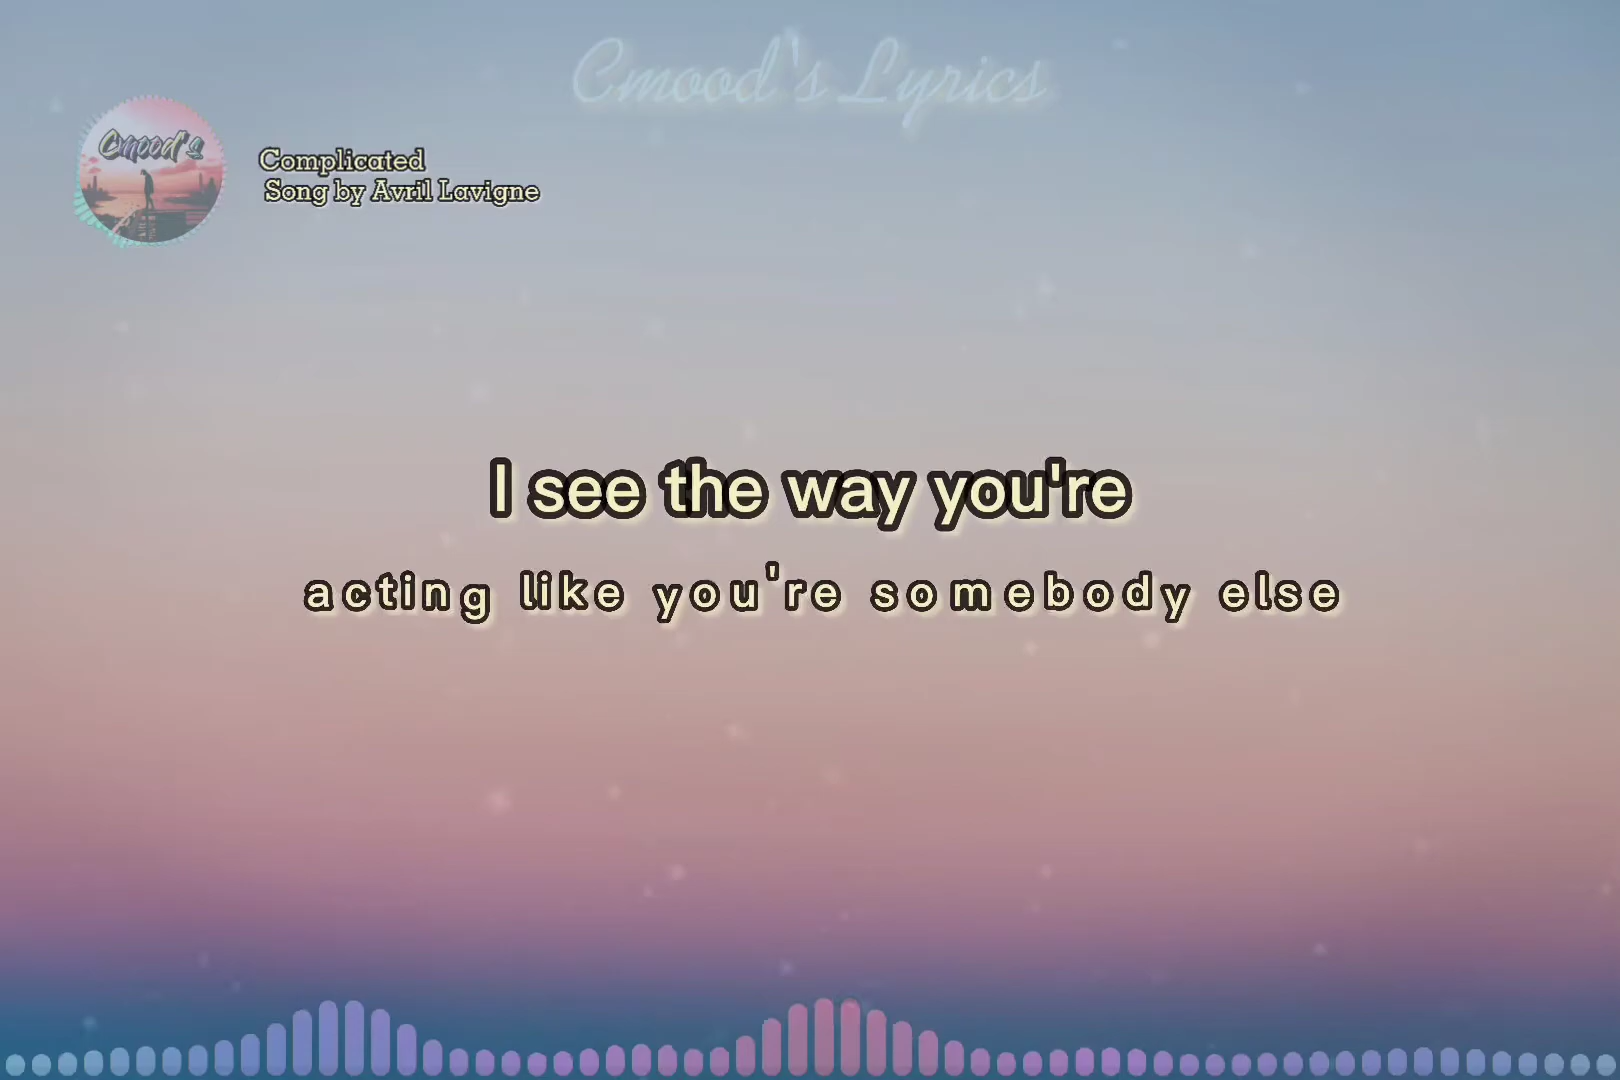 Cmood's Lyrics
Cmood's
Complicated
Song by Avril Lavigne
I see the way you're
acting like you're somebody else